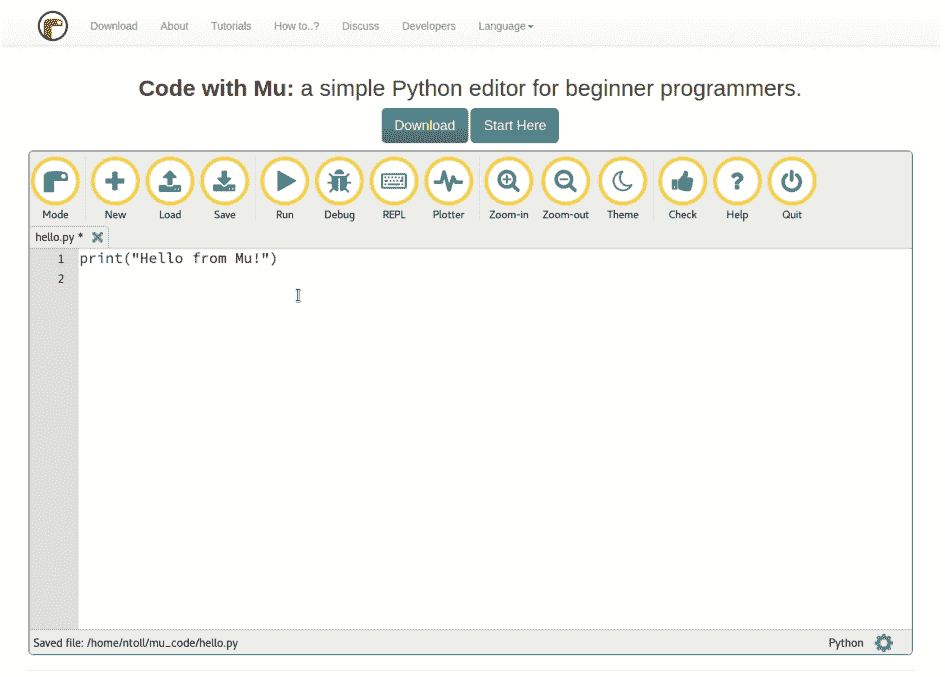 Download About Tutorials How to..? Discuss Developers Language
Code with Mu: a simple Python editor for beginner programmers.
Download Start Here
Mode New Load Save Run Debug REPL Plotter Zoom-in Zoom-out Theme Check Help Quit
hello.py *
1 print("Hello from Mu!")
2
Saved file: /home/ntoll/mu_code/hello.py Python